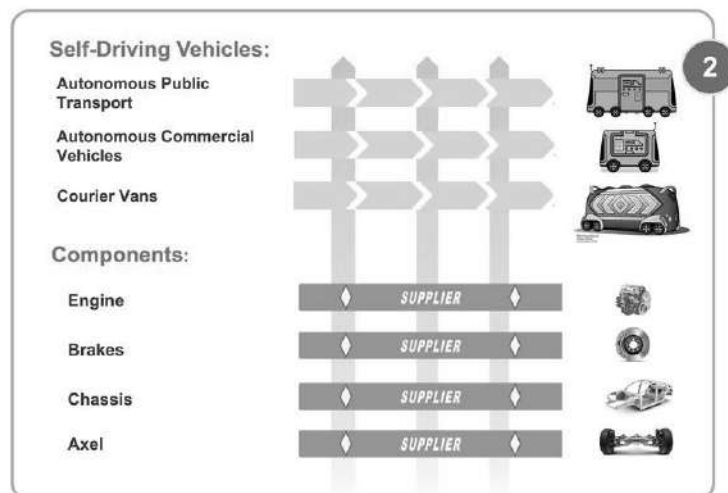 Self-Driving Vehicles:
2
Autonomous Public
Transport
Autonomous Commercial
Vehicles
Courier Vans
Components:
Engine
SUPPLIER
Brakes
SUPPLIER
Chassis
SUPPLIER
Axel
SUPPLIER